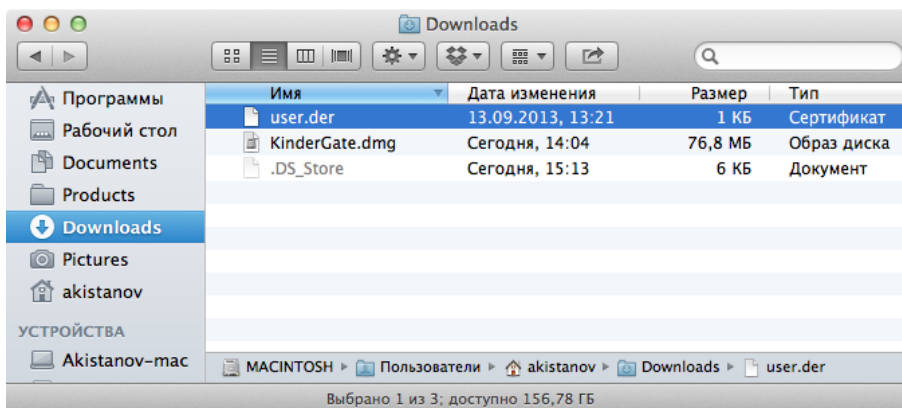 Downloads
Программы
Рабочий стол
Documents
Products
Downloads
Pictures
akistanov
УСТРОЙСТВА
Akistanov-mac
Имя Дата изменения Размер Тип
user.der 13.09.2013, 13:21 1 КБ Сертификат
KinderGate.dmg Сегодня, 14:04 76,8 МБ Образ диска
.DS_Store Сегодня, 15:13 6 КБ Документ
MACINTOSH ▸ Пользователи ▸ akistanov ▸ Downloads ▸ user.der
Выбрано 1 из 3; доступно 156,78 ГБ